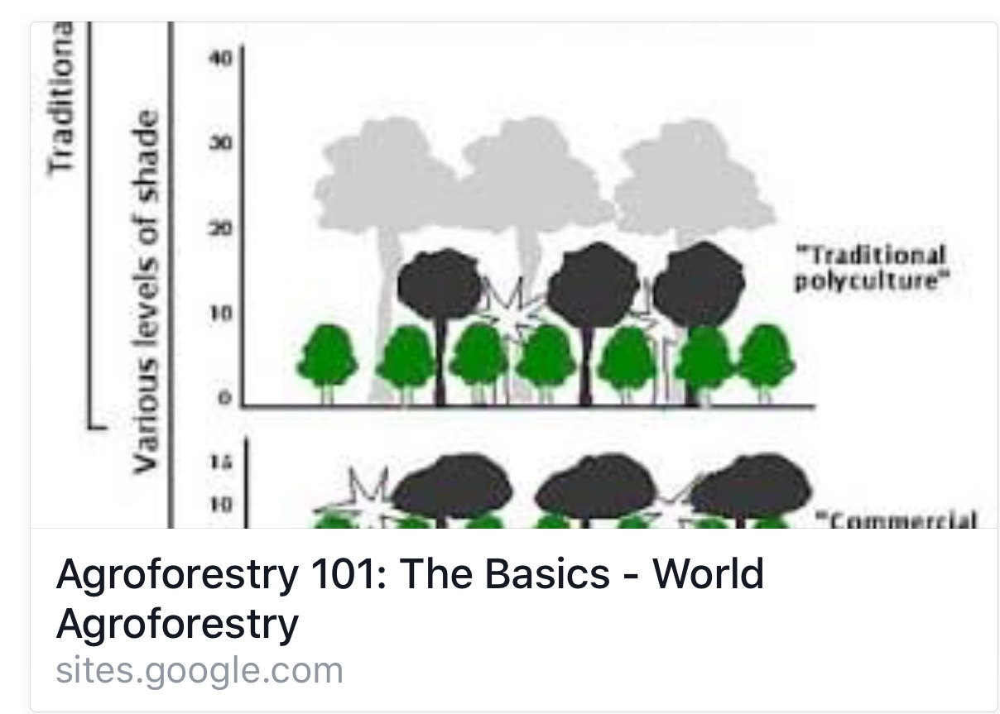 Traditiona
Various levels of shade
40
30
20
10
0
"Traditional
polyculture"
15
10
"Commercial
Agroforestry 101: The Basics - World
Agroforestry
sites.google.com